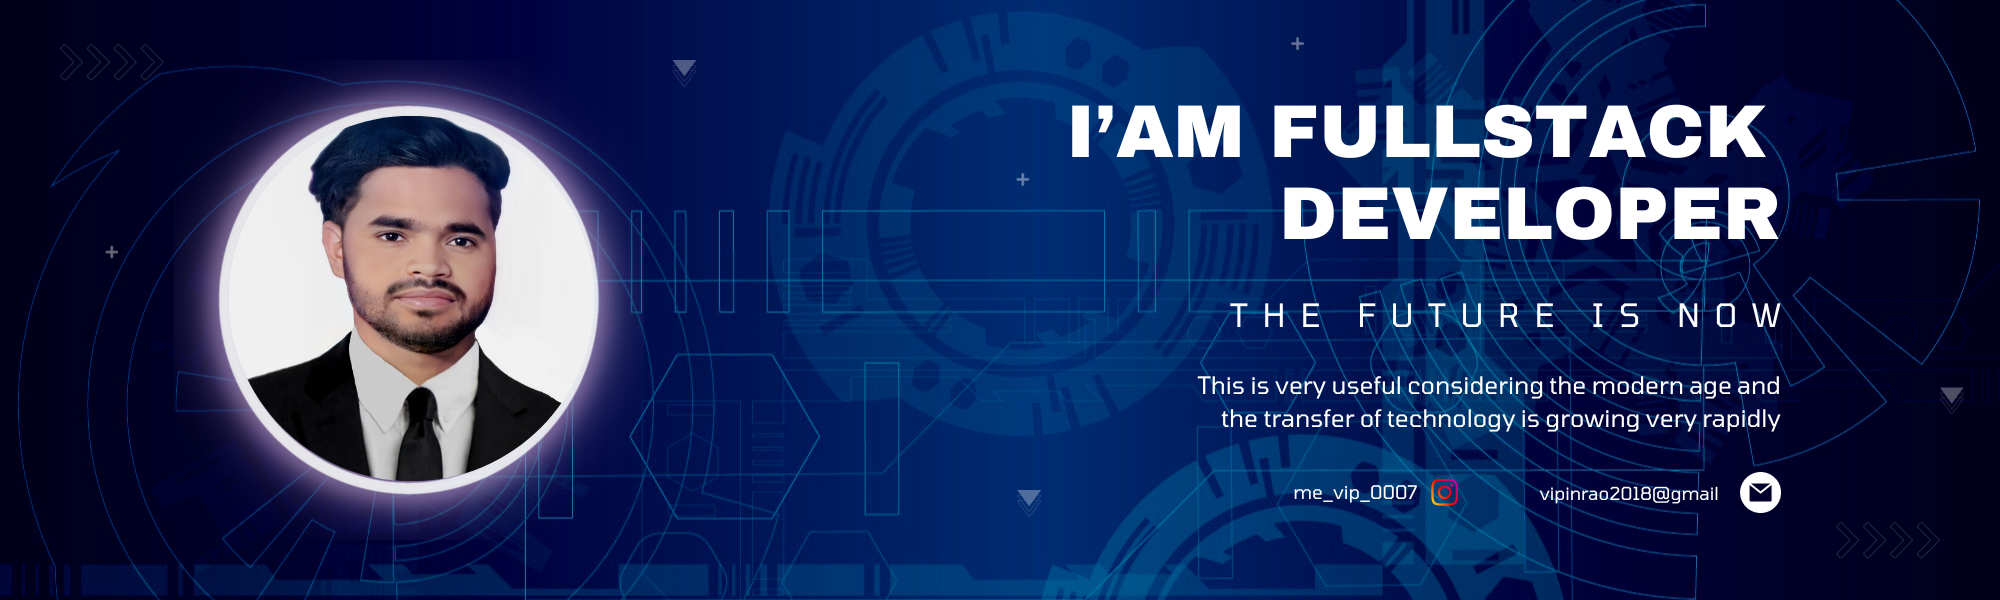 I’AM FULLSTACK
DEVELOPER
THE FUTURE IS NOW
This is very useful considering the modern age and
the transfer of technology is growing very rapidly
me_vip_0007
vipinrao2018@gmail